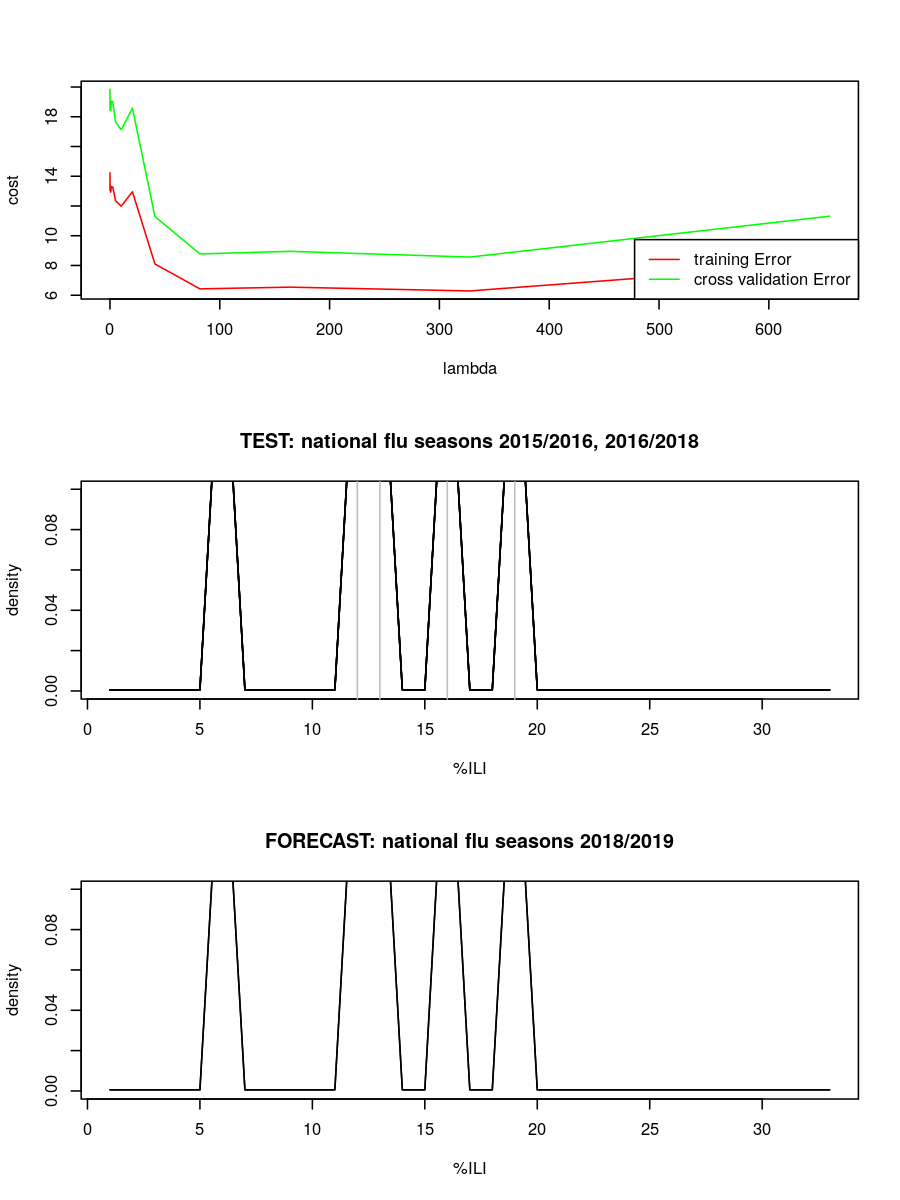 cost
6 8 10 14 18
training Error
cross validation Error
0 100 200 300 400 500 600
lambda
TEST: national flu seasons 2015/2016, 2016/2018
density
0.00 0.04 0.08
0 5 10 15 20 25 30
%ILI
FORECAST: national flu seasons 2018/2019
density
0.00 0.04 0.08
0 5 10 15 20 25 30
%ILI